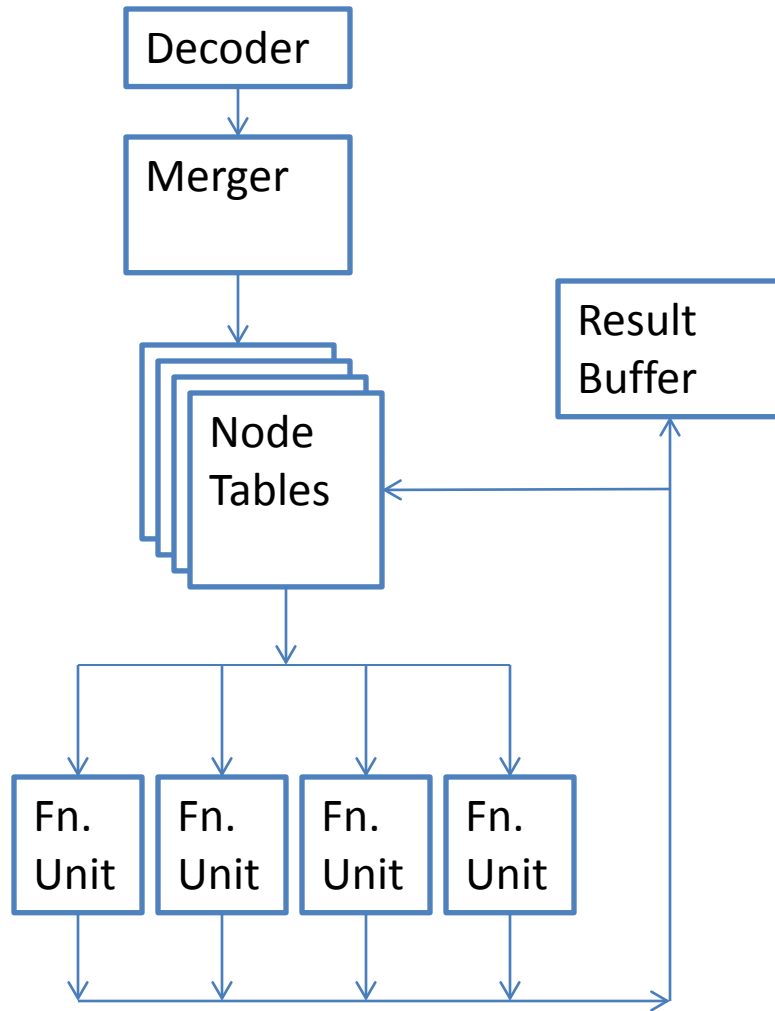 Decoder
Merger
Result
Buffer
Node
Tables
Fn.
Unit
Fn.
Unit
Fn.
Unit
Fn.
Unit